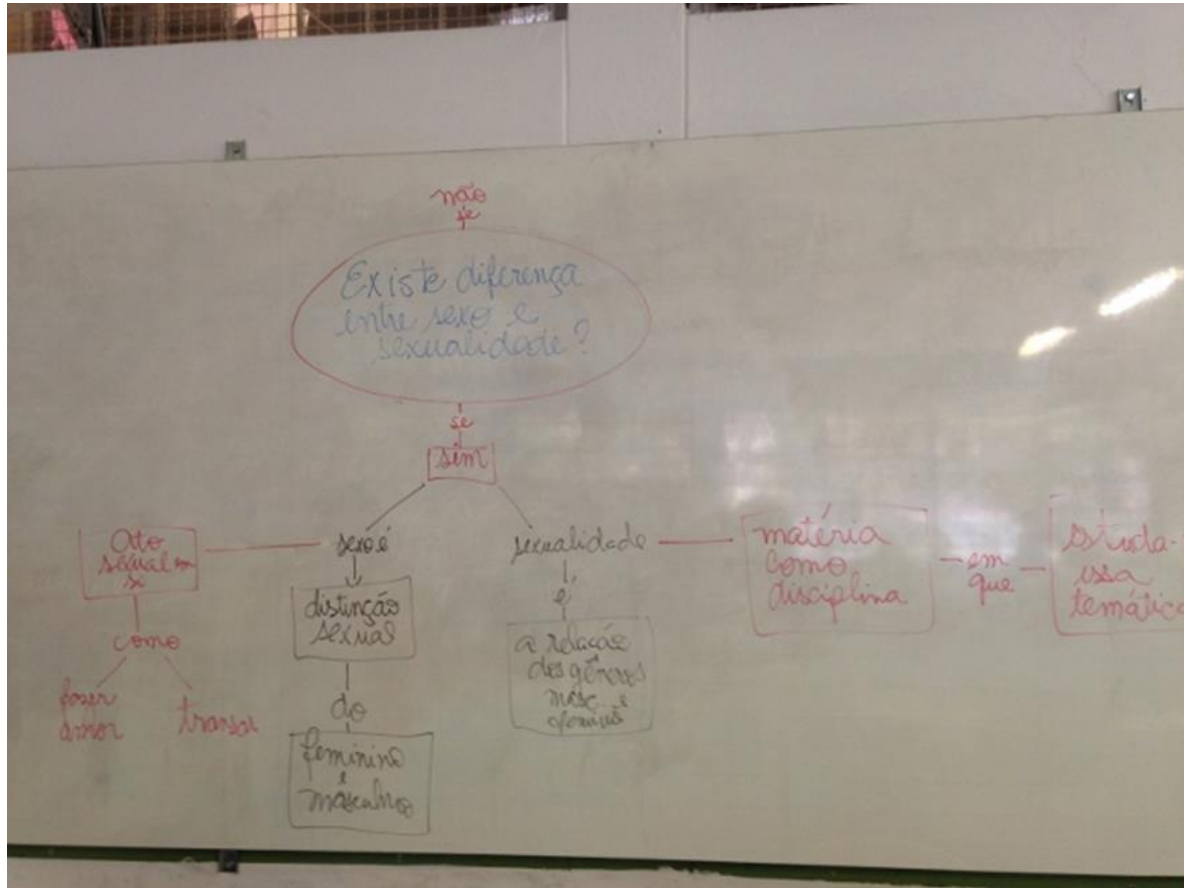 não
se
Existe diferença
entre sexo e
sexualidade?
se
sim
Ato
sexual em
si
como
fazer
amor
transar
sexo é
distinção
sexual
do
feminino
e
masculino
sexualidade
é
a relação
dos gêneros
masc. e
matéria
como
disciplina
em
que
estuda-
essa
temática